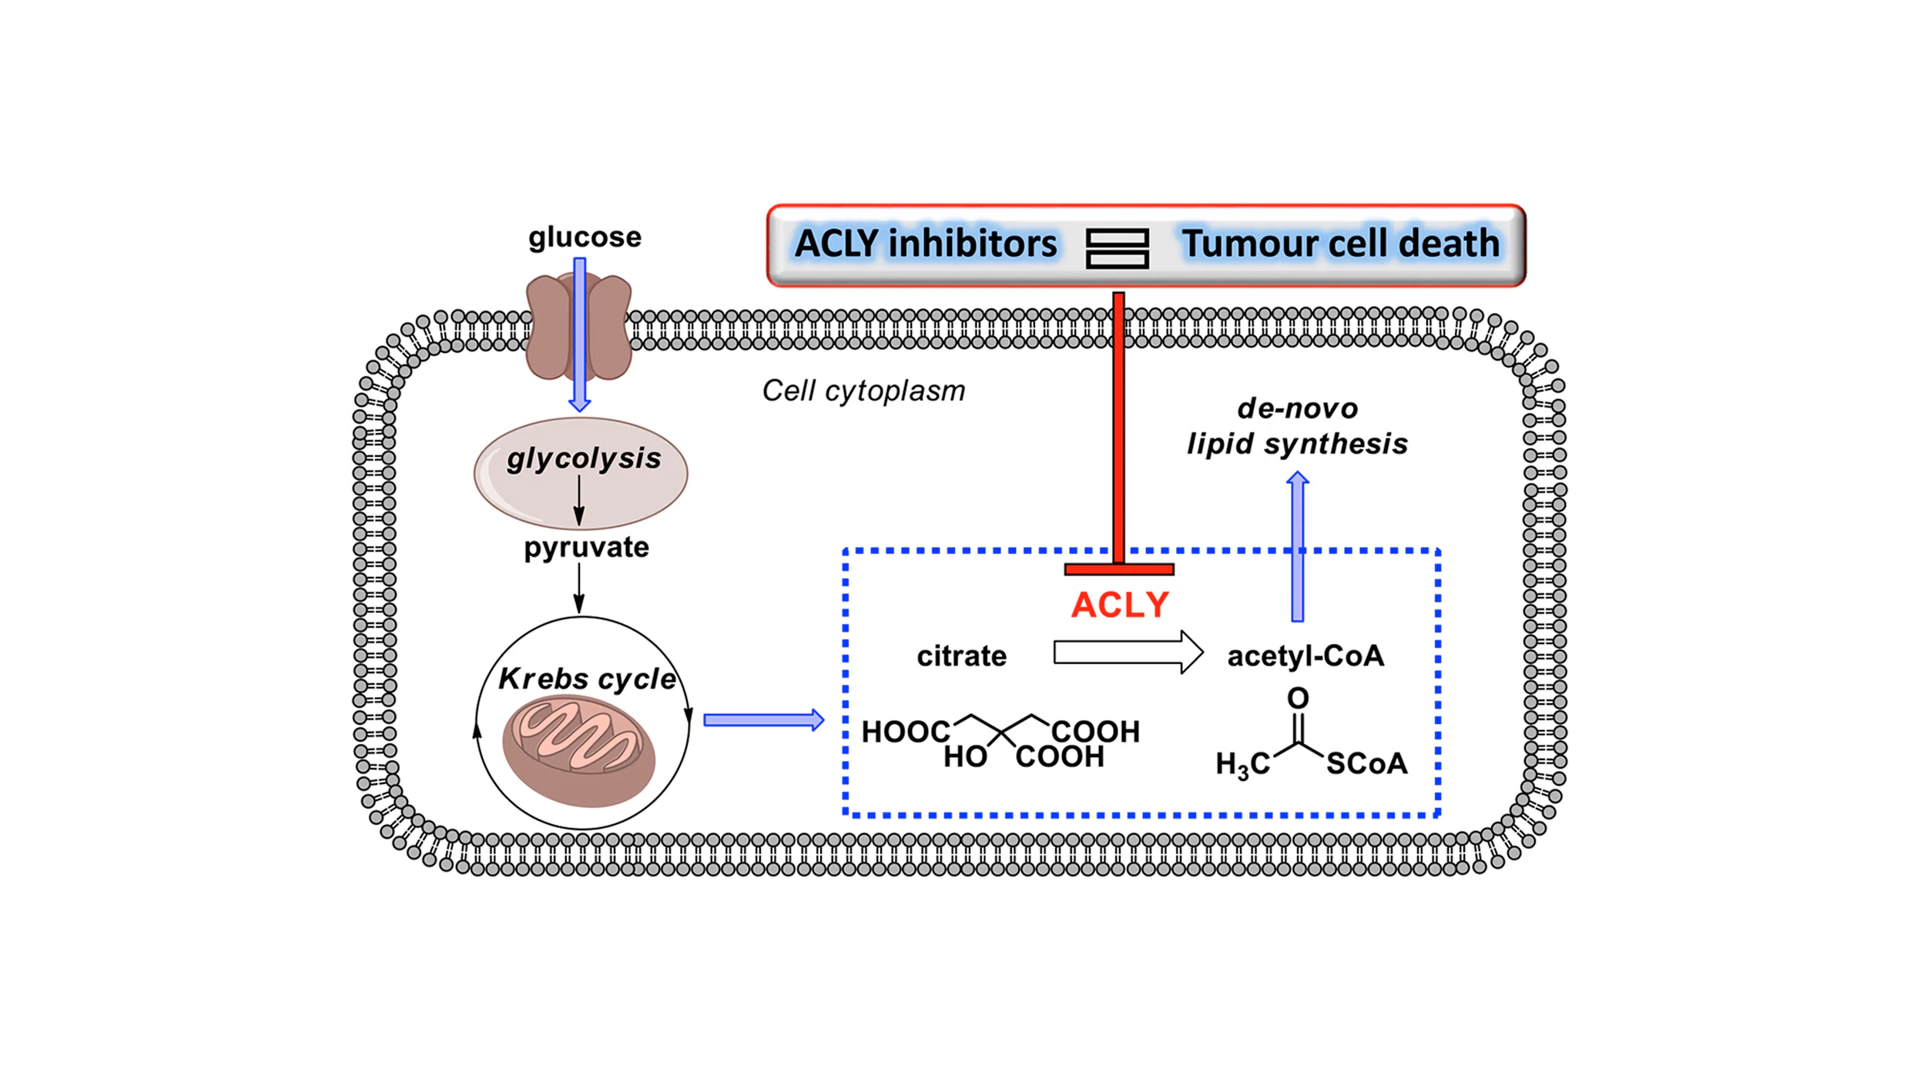 glucose
ACLY inhibitors = Tumour cell death
Cell cytoplasm
de-novo
lipid synthesis
glycolysis
pyruvate
ACLY
citrate
acetyl-CoA
Krebs cycle
O
HOOC
COOH
HO
COOH
H₃C
SCoA